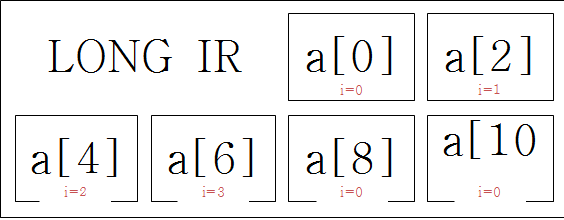 LONG IR a[0] a[2]
i=0 i=1
a[4] a[6] a[8] a[10
i=2 i=3 i=0 i=0